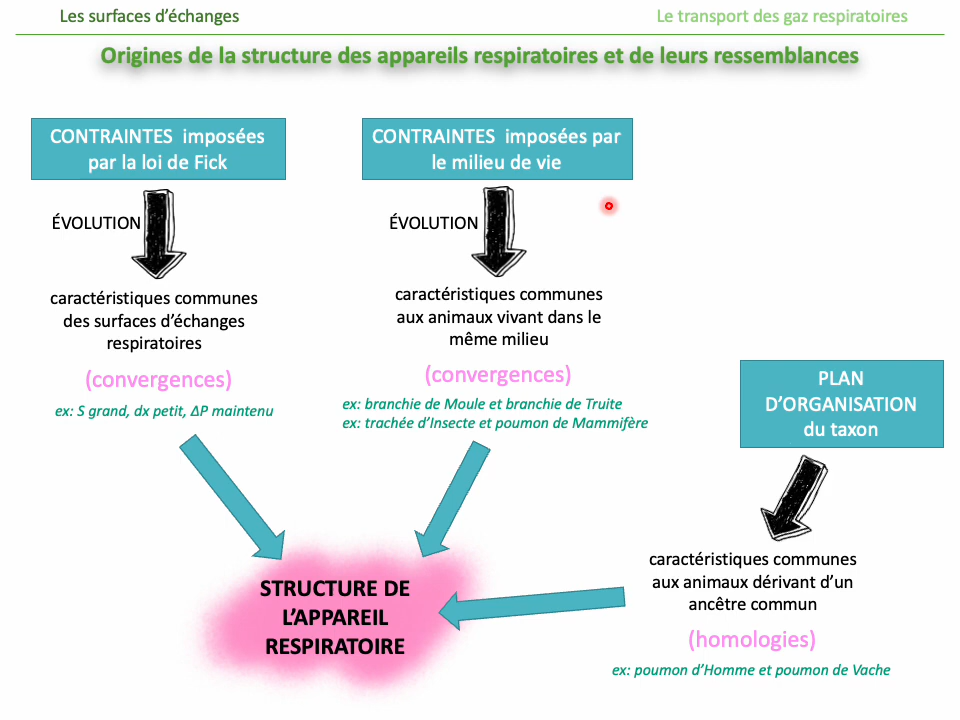 Les surfaces d'échanges
Le transport des gaz respiratoires
Origines de la structure des appareils respiratoires et de leurs ressemblances
CONTRAINTES imposées
par la loi de Fick
CONTRAINTES imposées par
le milieu de vie
ÉVOLUTION
ÉVOLUTION
caractéristiques communes
des surfaces d'échanges
respiratoires
(convergences)
ex: S grand, dx petit, ΔP maintenu
caractéristiques communes
aux animaux vivant dans le
même milieu
(convergences)
ex: branchie de Moule et branchie de Truite
ex: trachée d'Insecte et poumon de Mammifère
PLAN
D'ORGANISATION
du taxon
caractéristiques communes
aux animaux dérivant d'un
ancêtre commun
(homologies)
ex: poumon d'Homme et poumon de Vache
STRUCTURE DE
L'APPAREIL
RESPIRATOIRE